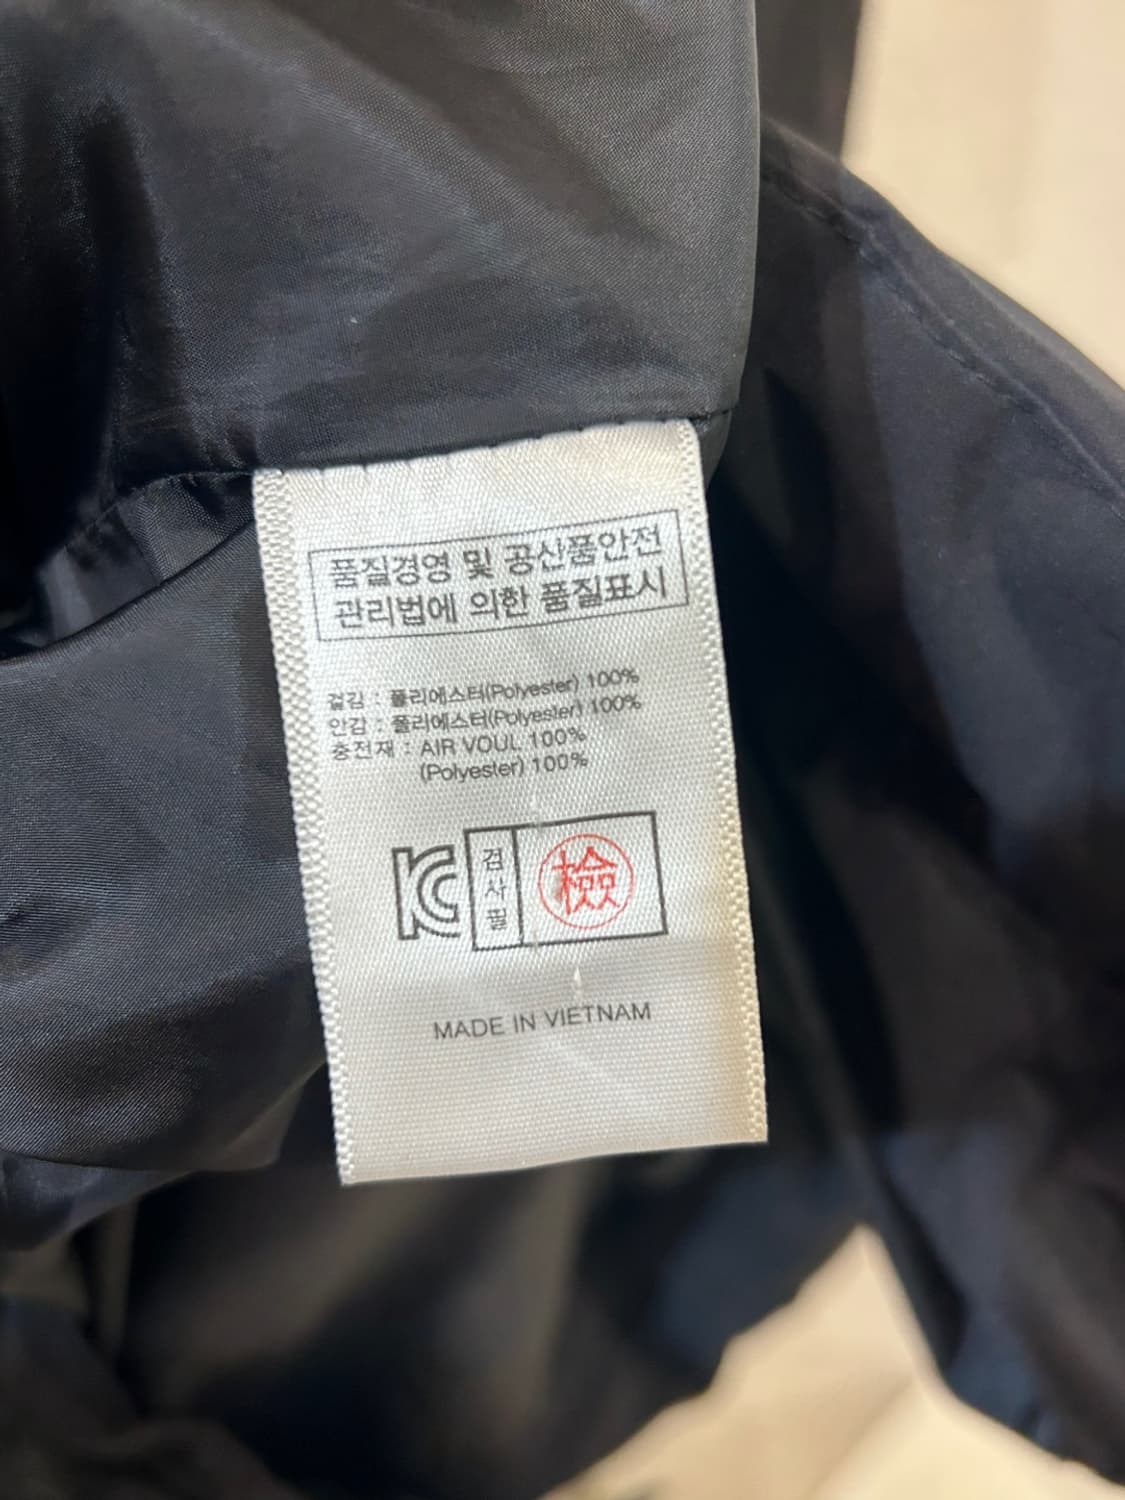 품질경영 및 공신품안전
관리법에 의한 품질표시
겉감 : 폴리에스터(Polyester) 100%
안감 : 폴리에스터(Polyester) 100%
충전재 : AIR VOUL 100%
(Polyester) 100%
KC 검사필 檢
MADE IN VIETNAM